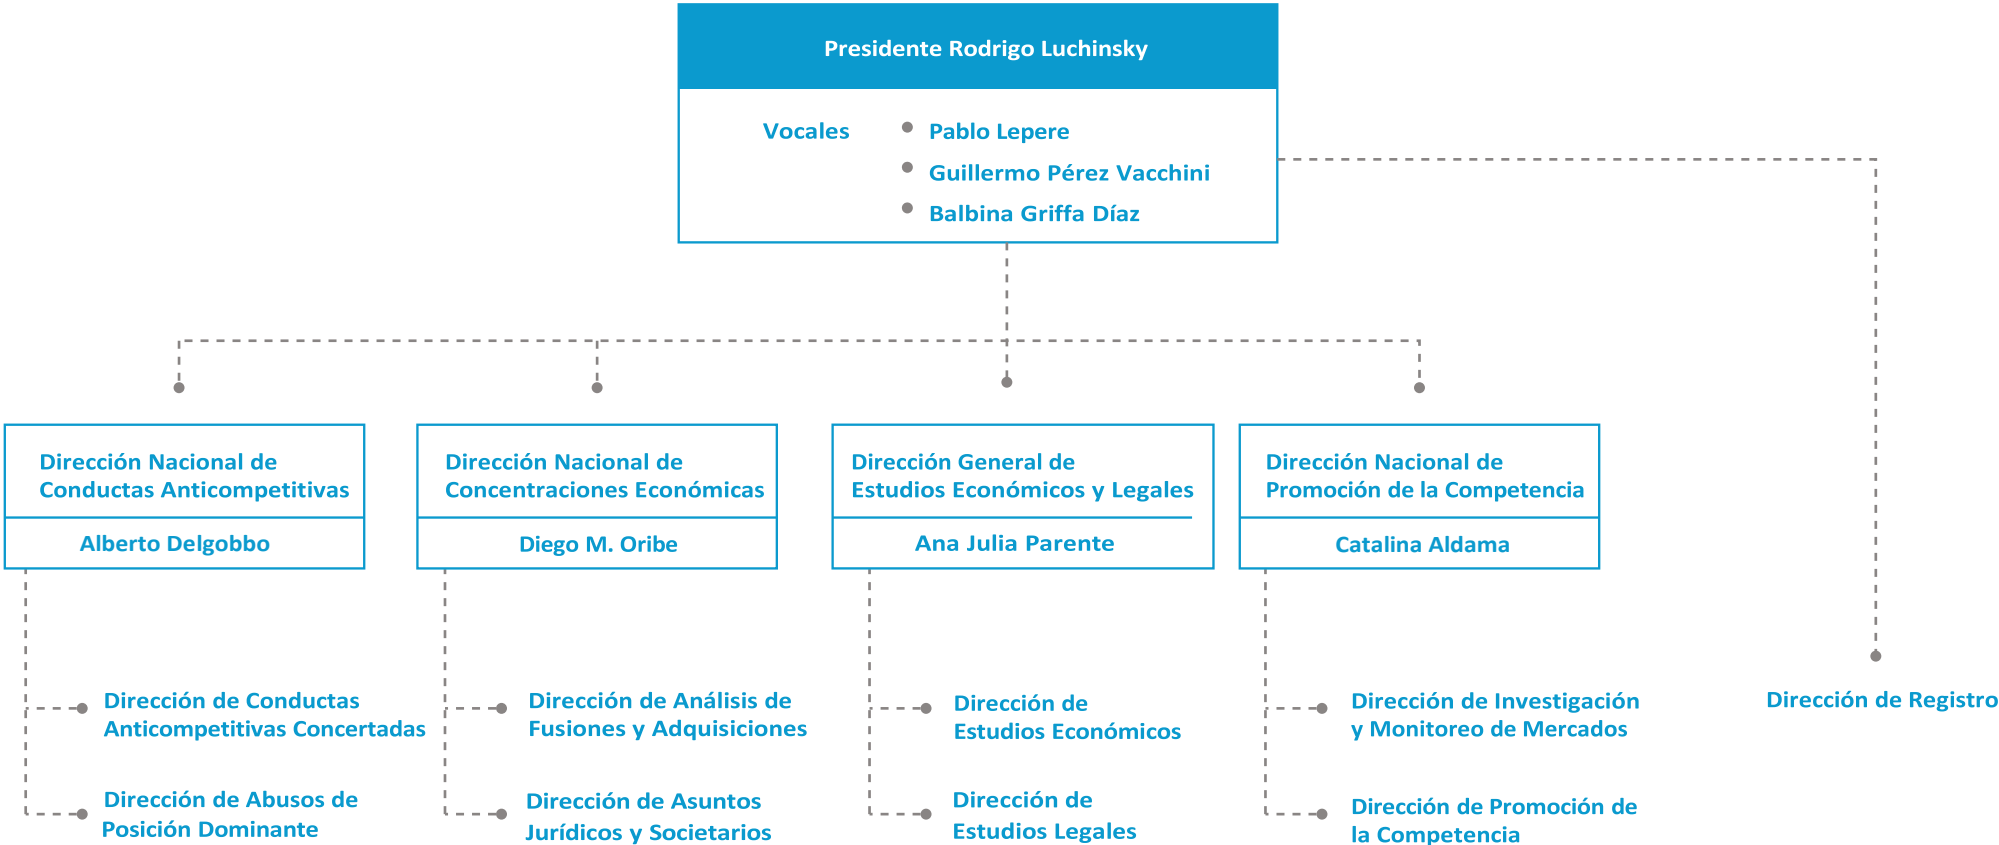 Presidente Rodrigo Luchinsky
Vocales
Pablo Lepere
Guillermo Pérez Vacchini
Balbina Griffa Díaz
Dirección Nacional de
Conductas Anticompetitivas
Alberto Delgobbo
Dirección Nacional de
Concentraciones Económicas
Diego M. Oribe
Dirección General de
Estudios Económicos y Legales
Ana Julia Parente
Dirección Nacional de
Promoción de la Competencia
Catalina Aldama
Dirección de Conductas
Anticompetitivas Concertadas
Dirección de Abusos de
Posición Dominante
Dirección de Análisis de
Fusiones y Adquisiciones
Dirección de Asuntos
Jurídicos y Societarios
Dirección de
Estudios Económicos
Dirección de
Estudios Legales
Dirección de Investigación
y Monitoreo de Mercados
Dirección de Promoción de
la Competencia
Dirección de Registro